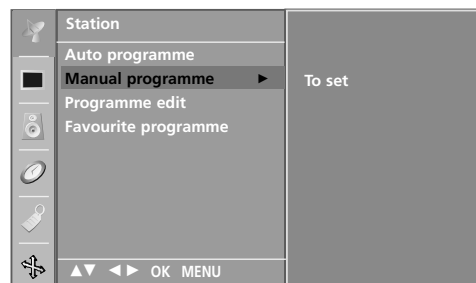 Station
Auto programme
Manual programme ►
To set
Programme edit
Favourite programme
▲▼ ◄► OK MENU